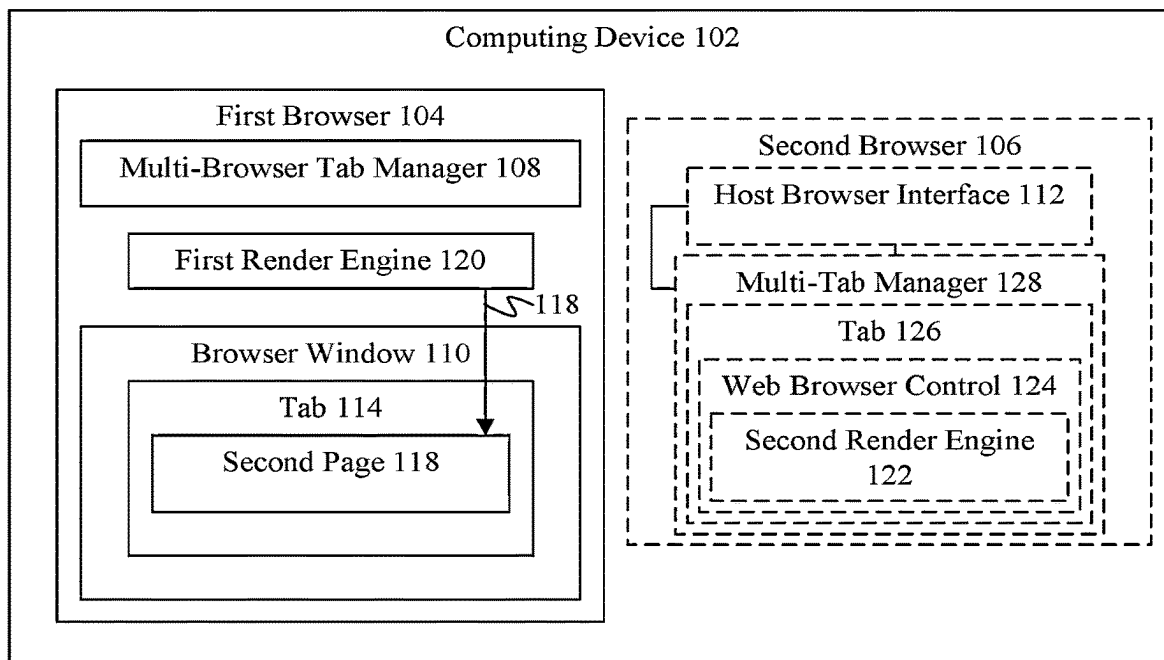 Computing Device 102
First Browser 104
Multi-Browser Tab Manager 108
First Render Engine 120
118
Browser Window 110
Tab 114
Second Page 118
Second Browser 106
Host Browser Interface 112
Multi-Tab Manager 128
Tab 126
Web Browser Control 124
Second Render Engine
122